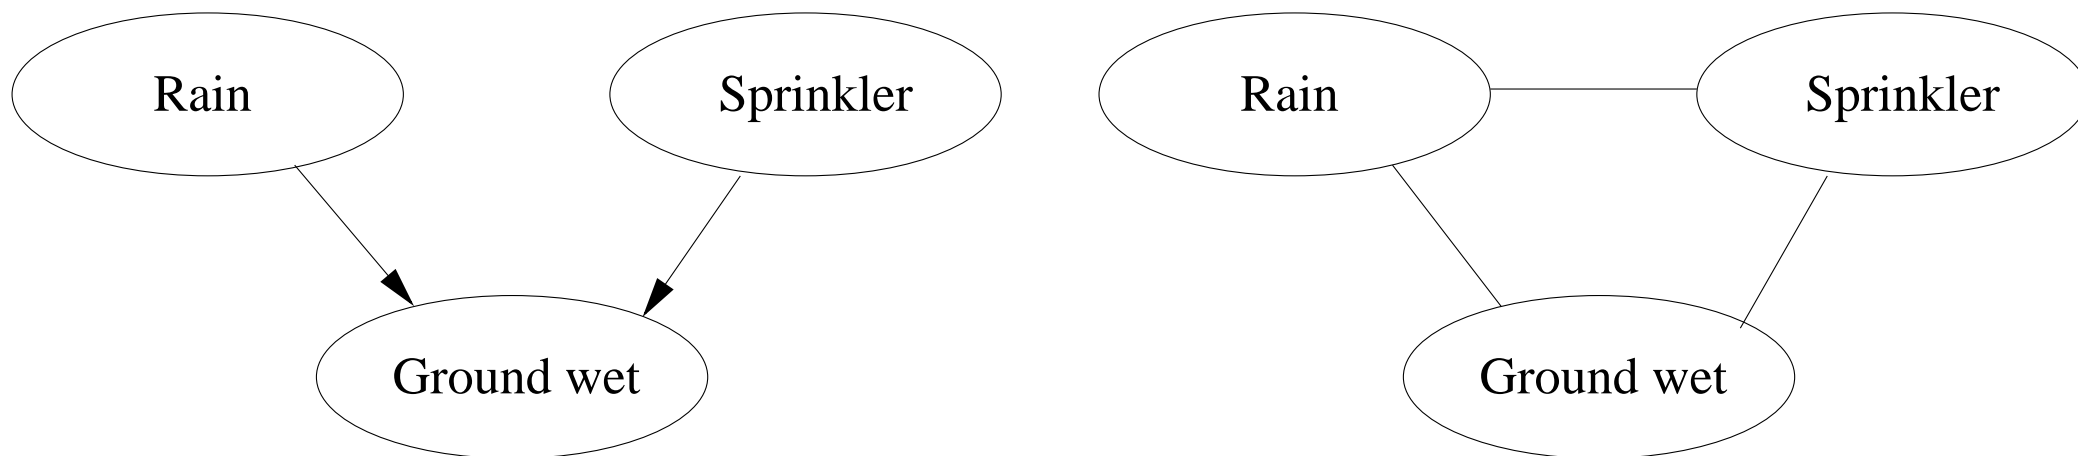 Rain
Sprinkler
Rain
Sprinkler
Ground wet
Ground wet